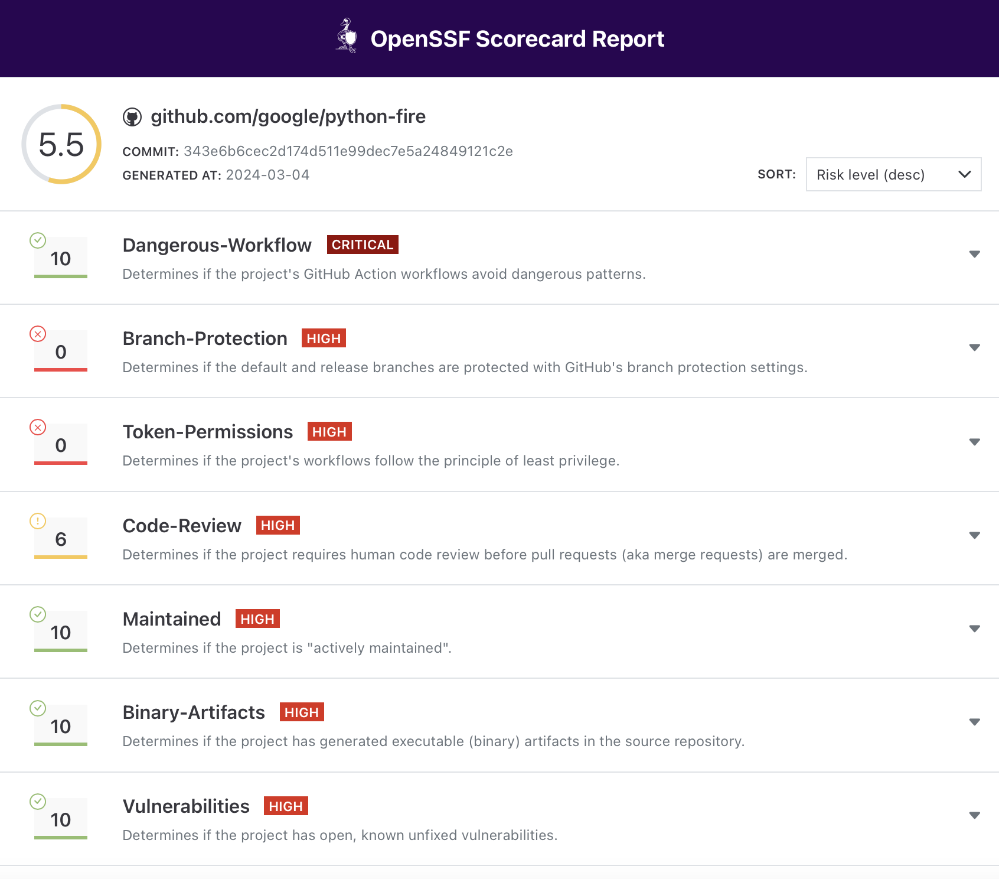 OpenSSF Scorecard Report
5.5
github.com/google/python-fire
COMMIT: 343e6b6cec2d174d511e99dec7e5a24849121c2e
GENERATED AT: 2024-03-04
SORT: Risk level (desc)
10
Dangerous-Workflow CRITICAL
Determines if the project's GitHub Action workflows avoid dangerous patterns.
0
Branch-Protection HIGH
Determines if the default and release branches are protected with GitHub's branch protection settings.
0
Token-Permissions HIGH
Determines if the project's workflows follow the principle of least privilege.
6
Code-Review HIGH
Determines if the project requires human code review before pull requests (aka merge requests) are merged.
10
Maintained HIGH
Determines if the project is "actively maintained".
10
Binary-Artifacts HIGH
Determines if the project has generated executable (binary) artifacts in the source repository.
10
Vulnerabilities HIGH
Determines if the project has open, known unfixed vulnerabilities.